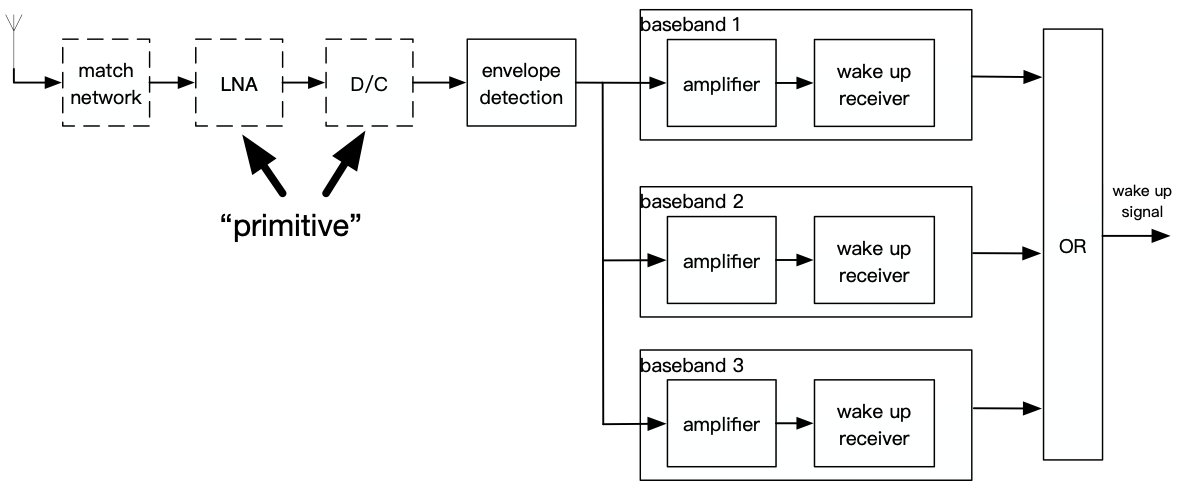 match
network
LNA
D/C
“primitive”
envelope
detection
baseband 1
amplifier
wake up
receiver
baseband 2
amplifier
wake up
receiver
baseband 3
amplifier
wake up
receiver
OR
wake up
signal